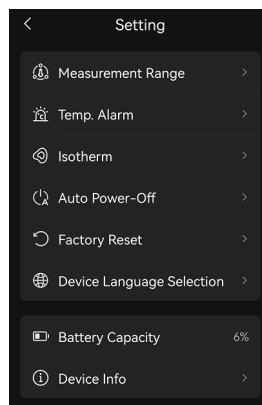 Setting
Measurement Range
Temp. Alarm
Isotherm
Auto Power-Off
Factory Reset
Device Language Selection
Battery Capacity 6%
Device Info